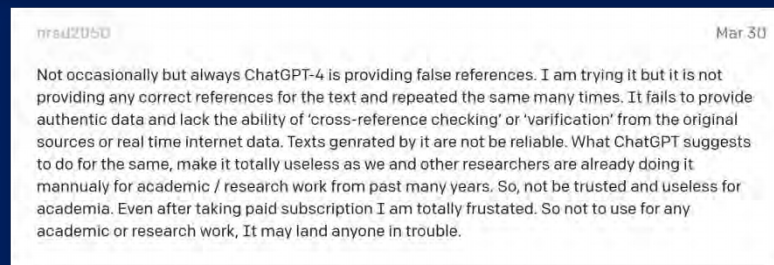 nrsd2050
Mar 30
Not occasionally but always ChatGPT-4 is providing false references. I am trying it but it is not
providing any correct references for the text and repeated the same many times. It fails to provide
authentic data and lack the ability of ‘cross-reference checking’ or ‘varification’ from the original
sources or real time internet data. Texts genrated by it are not be reliable. What ChatGPT suggests
to do for the same, make it totally useless as we and other researchers are already doing it
mannualy for academic / research work from past many years. So, not be trusted and useless for
academia. Even after taking paid subscription I am totally frustated. So not to use for any
academic or research work, It may land anyone in trouble.